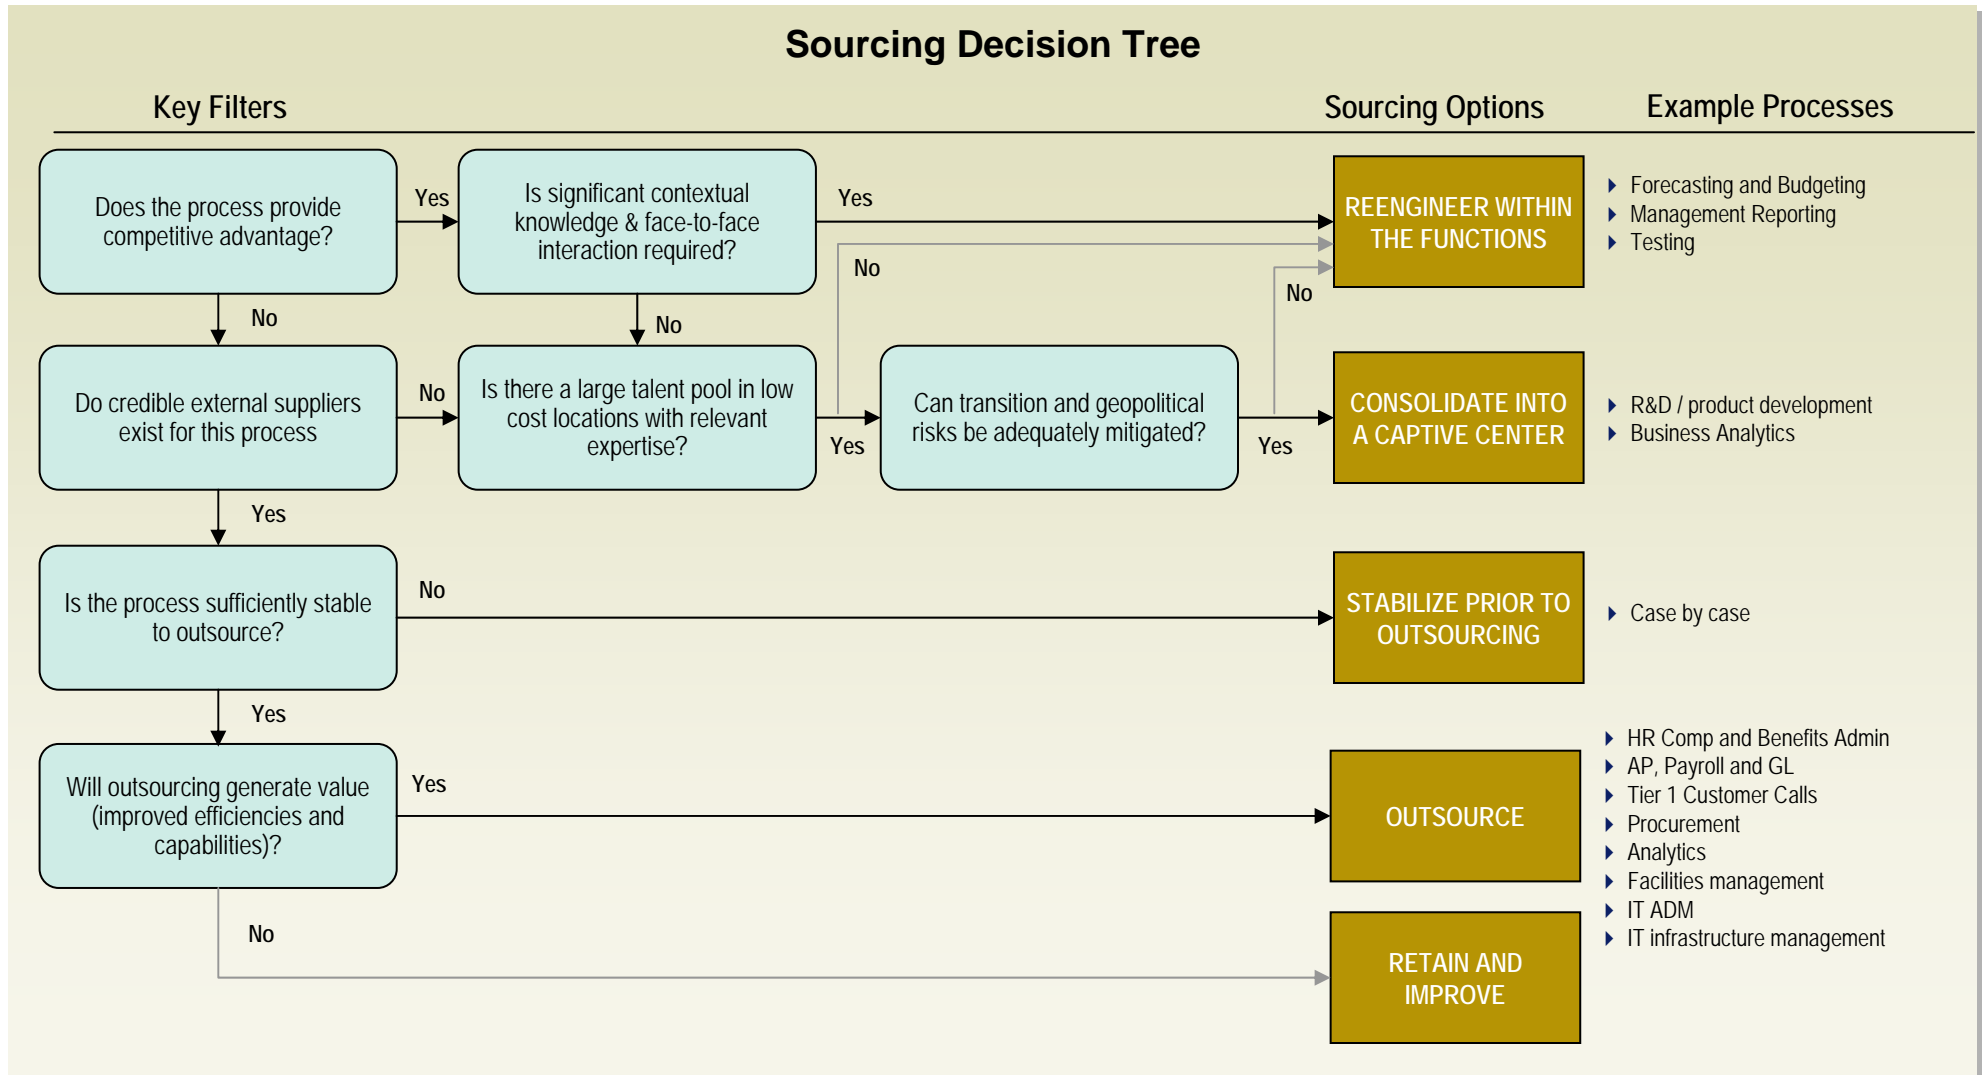 Sourcing Decision Tree
Key Filters
Sourcing Options
Example Processes
Does the process provide
competitive advantage?
Yes
Is significant contextual
knowledge & face-to-face
interaction required?
Yes
REENGINEER WITHIN
THE FUNCTIONS
Forecasting and Budgeting
Management Reporting
Testing
No
No
No
No
Do credible external suppliers
exist for this process
No
Is there a large talent pool in low
cost locations with relevant
expertise?
Yes
Can transition and geopolitical
risks be adequately mitigated?
Yes
CONSOLIDATE INTO
A CAPTIVE CENTER
R&D / product development
Business Analytics
Yes
Is the process sufficiently stable
to outsource?
No
STABILIZE PRIOR TO
OUTSOURCING
Case by case
Yes
Will outsourcing generate value
(improved efficiencies and
capabilities)?
Yes
OUTSOURCE
HR Comp and Benefits Admin
AP, Payroll and GL
Tier 1 Customer Calls
Procurement
Analytics
Facilities management
IT ADM
IT infrastructure management
No
RETAIN AND
IMPROVE